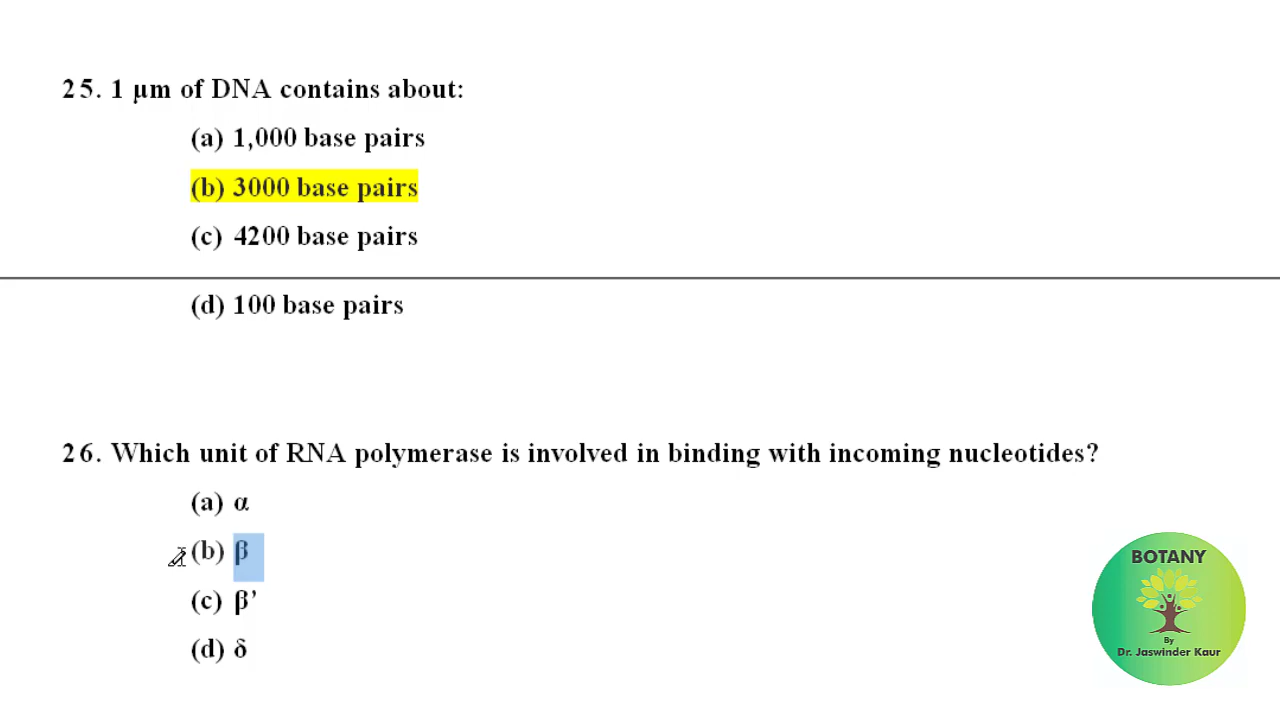 25. 1 μm of DNA contains about:
(a) 1,000 base pairs
(b) 3000 base pairs
(c) 4200 base pairs
(d) 100 base pairs
26. Which unit of RNA polymerase is involved in binding with incoming nucleotides?
(a) α
(b) β
(c) β’
(d) δ
BOTANY
By
Dr. Jaswinder Kaur